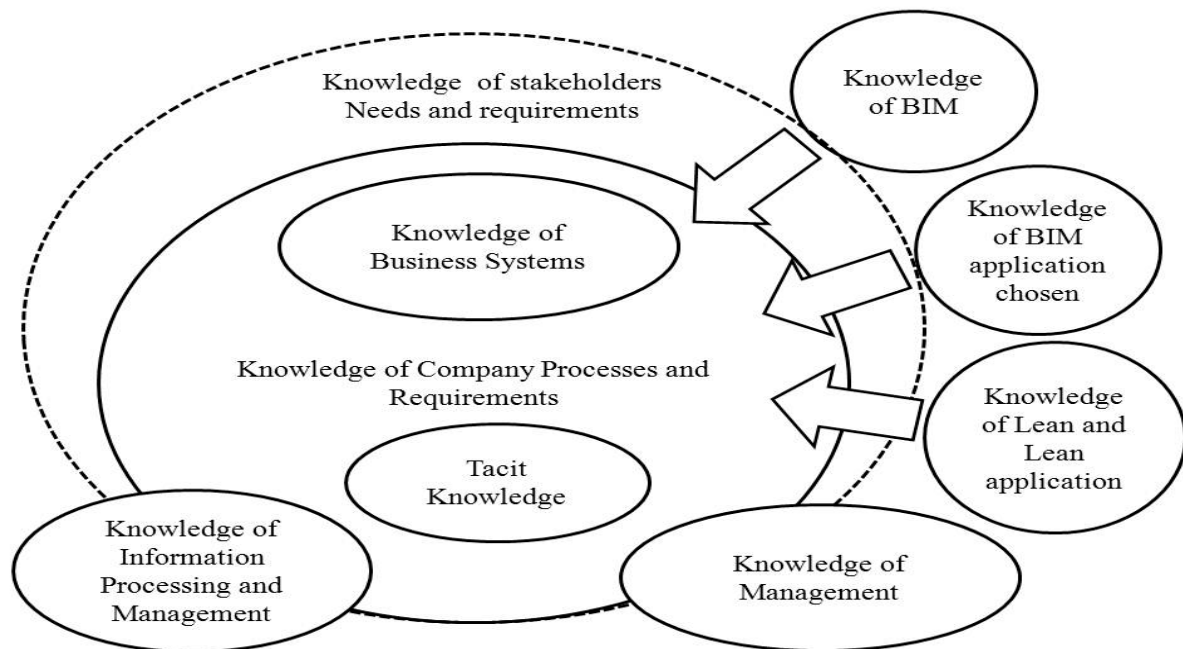 Knowledge of stakeholders
Needs and requirements
Knowledge
of BIM
Knowledge of
Business Systems
Knowledge
of BIM
application
chosen
Knowledge of Company Processes and
Requirements
Knowledge
of Lean and
Lean
application
Tacit
Knowledge
Knowledge of
Information
Processing and
Management
Knowledge of
Management